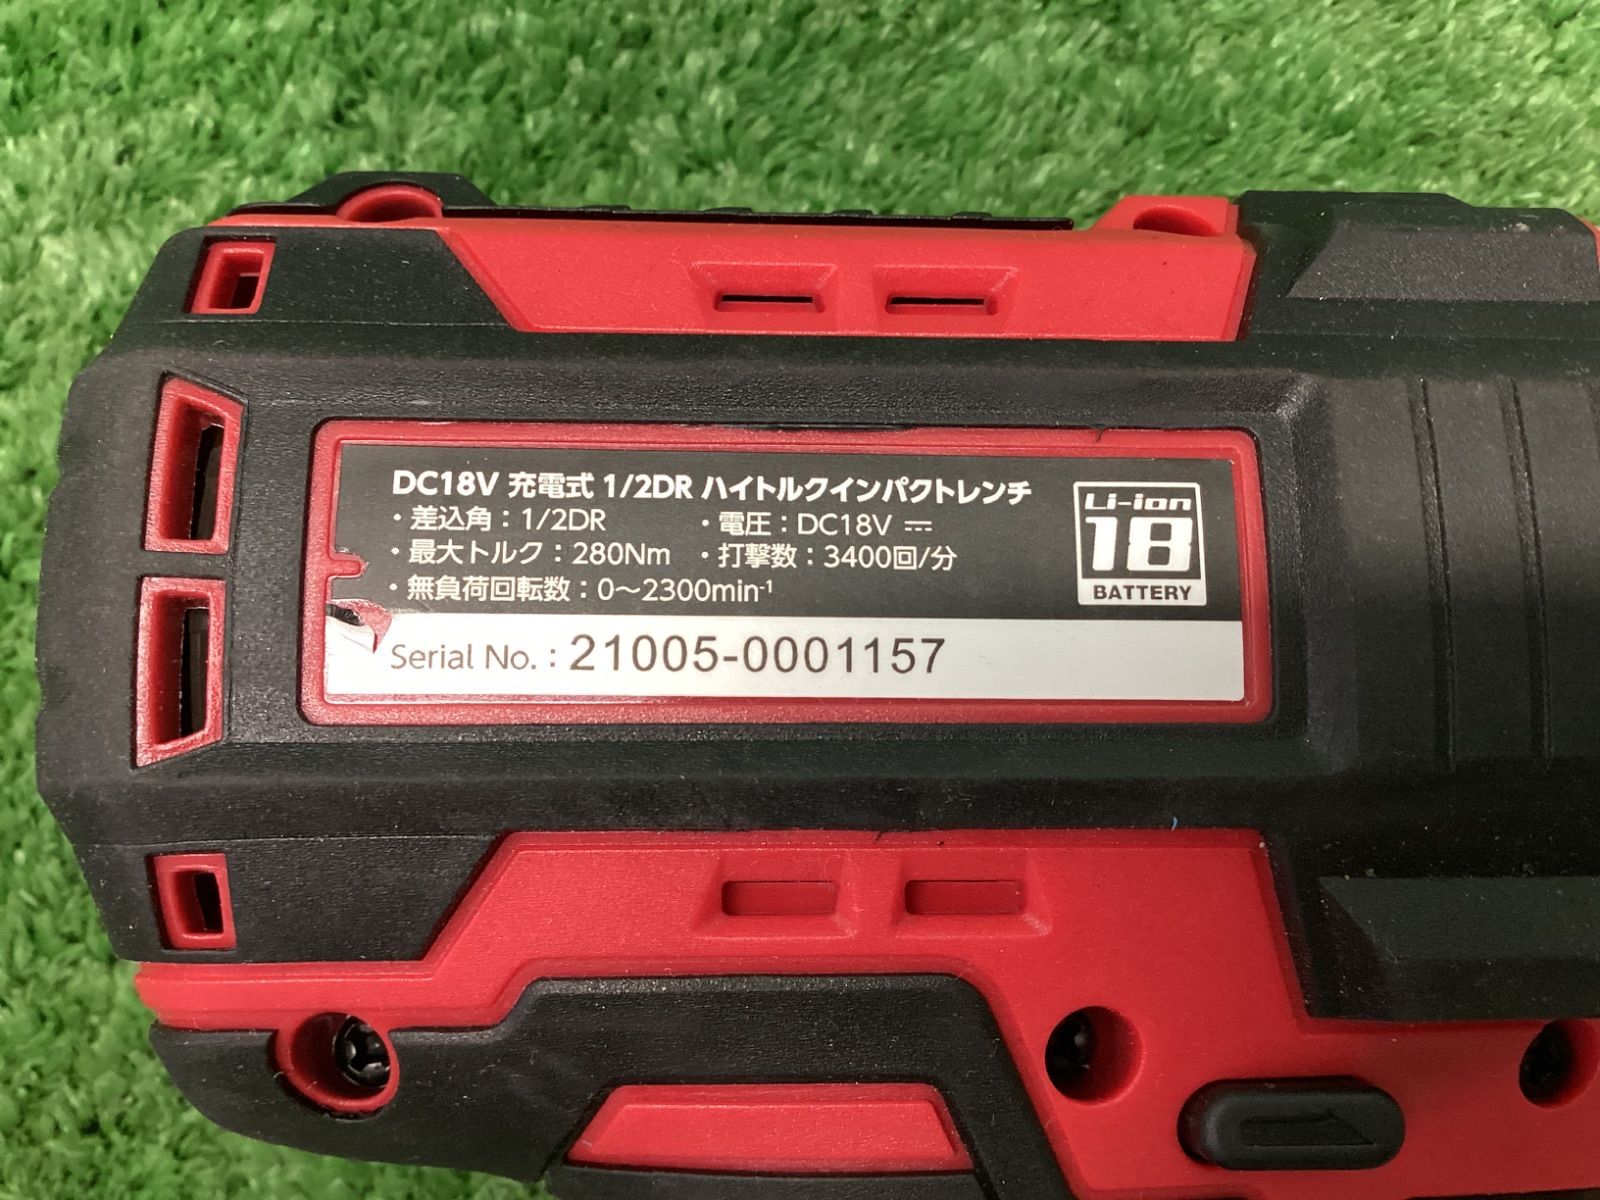 DC18V 充電式 1/2DR ハイトルクインパクトレンチ
・差込角：1/2DR ・電圧：DC18V ⎓
・最大トルク：280Nm ・打撃数：3400回/分
・無負荷回転数：0～2300min⁻¹
Li-ion
18
BATTERY
Serial No.：21005-0001157